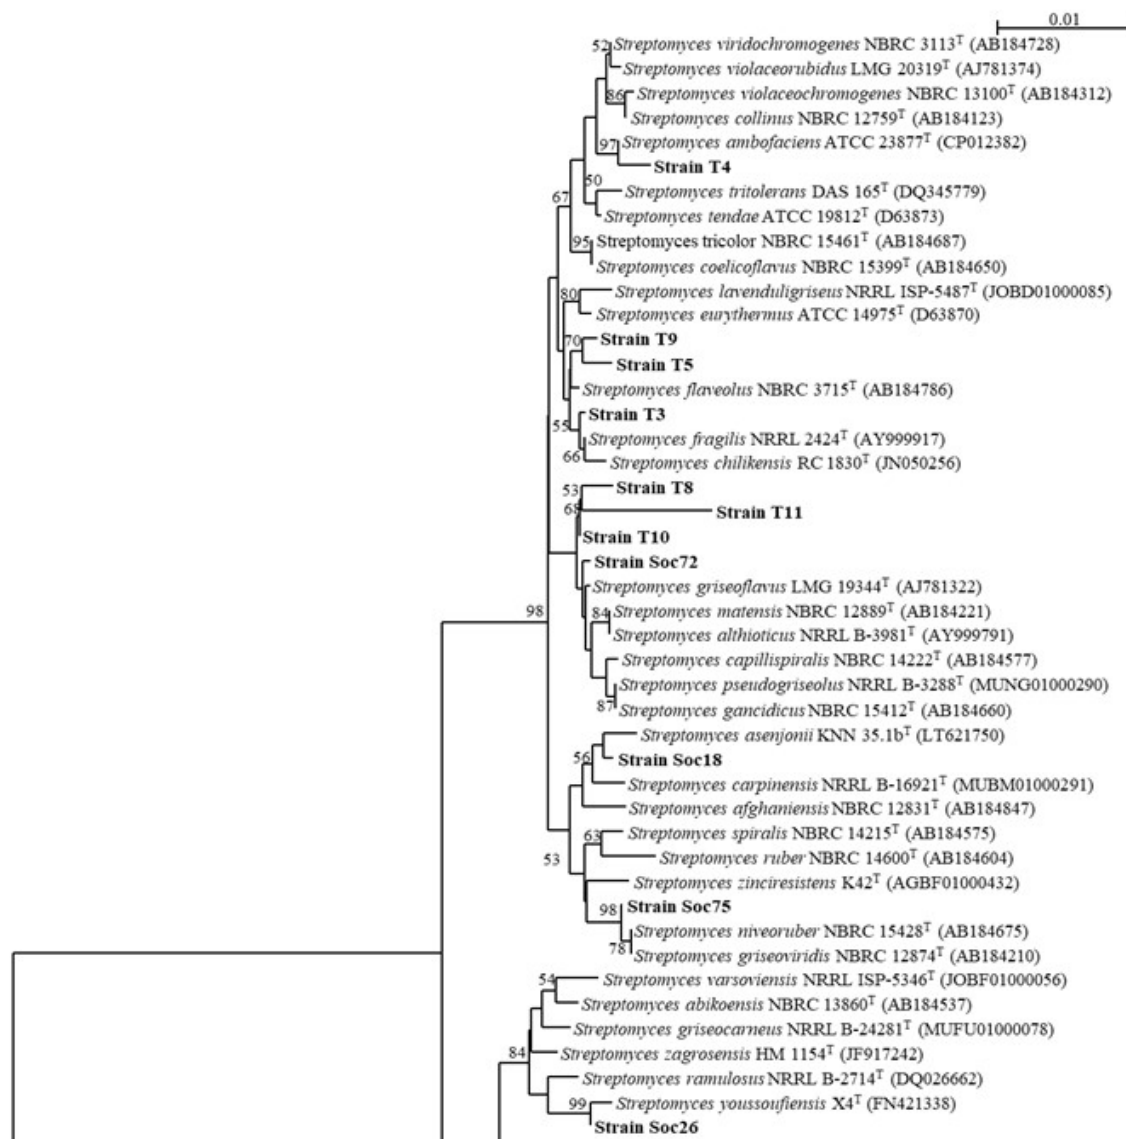 0.01
52 Streptomyces viridochromogenes NBRC 3113ᵀ (AB184728)
Streptomyces violaceorubidus LMG 20319ᵀ (AJ781374)
86 Streptomyces violaceochromogenes NBRC 13100ᵀ (AB184312)
Streptomyces collinus NBRC 12759ᵀ (AB184123)
97 Streptomyces ambofaciens ATCC 23877ᵀ (CP012382)
Strain T4
50 Streptomyces tritolerans DAS 165ᵀ (DQ345779)
67 Streptomyces tendae ATCC 19812ᵀ (D63873)
95 Streptomyces tricolor NBRC 15461ᵀ (AB184687)
Streptomyces coelicoflavus NBRC 15399ᵀ (AB184650)
80 Streptomyces lavenduligriseus NRRL ISP-5487ᵀ (JOBD01000085)
Streptomyces eurythermus ATCC 14975ᵀ (D63870)
70 Strain T9
Strain T5
Streptomyces flaveolus NBRC 3715ᵀ (AB184786)
Strain T3
55 Streptomyces fragilis NRRL 2424ᵀ (AY999917)
66 Streptomyces chilikensis RC 1830ᵀ (JN050256)
53 Strain T8
68 Strain T11
Strain T10
Strain Soc72
Streptomyces griseoflavus LMG 19344ᵀ (AJ781322)
98 84 Streptomyces matensis NBRC 12889ᵀ (AB184221)
Streptomyces althioticus NRRL B-3981ᵀ (AY999791)
Streptomyces capillispiralis NBRC 14222ᵀ (AB184577)
Streptomyces pseudogriseolus NRRL B-3288ᵀ (MUNG01000290)
87 Streptomyces gancidicus NBRC 15412ᵀ (AB184660)
Streptomyces asenjonii KNN 35.1bᵀ (LT621750)
56 Strain Soc18
Streptomyces carpinensis NRRL B-16921ᵀ (MUBM01000291)
Streptomyces afghaniensis NBRC 12831ᵀ (AB184847)
63 Streptomyces spiralis NBRC 14215ᵀ (AB184575)
53 Streptomyces ruber NBRC 14600ᵀ (AB184604)
Streptomyces zinciresistens K42ᵀ (AGBF01000432)
98 Strain Soc75
Streptomyces niveoruber NBRC 15428ᵀ (AB184675)
78 Streptomyces griseoviridis NBRC 12874ᵀ (AB184210)
54 Streptomyces varsoviensis NRRL ISP-5346ᵀ (JOBF01000056)
Streptomyces abikoensis NBRC 13860ᵀ (AB184537)
Streptomyces griseocarneus NRRL B-24281ᵀ (MUFU01000078)
84 Streptomyces zagrosensis HM 1154ᵀ (JF917242)
Streptomyces ramulosus NRRL B-2714ᵀ (DQ026662)
99 Streptomyces youssoufiensis X4ᵀ (FN421338)
Strain Soc26